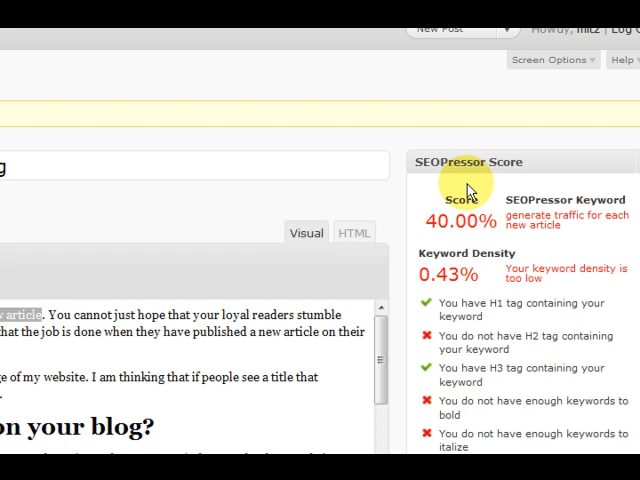 New Post
Howdy, mitz | Log O
Screen Options
Help
g
SEOPressor Score
Score
40.00%
SEOPressor Keyword
generate traffic for each
new article
Visual
HTML
Keyword Density
0.43%
Your keyword density is
too low
You have H1 tag containing your
keyword
You do not have H2 tag containing
your keyword
You have H3 tag containing your
keyword
You do not have enough keywords to
bold
You do not have enough keywords to
italize
w article. You cannot just hope that your loyal readers stumble
that the job is done when they have published a new article on their
ge of my website. I am thinking that if people see a title that
on your blog?